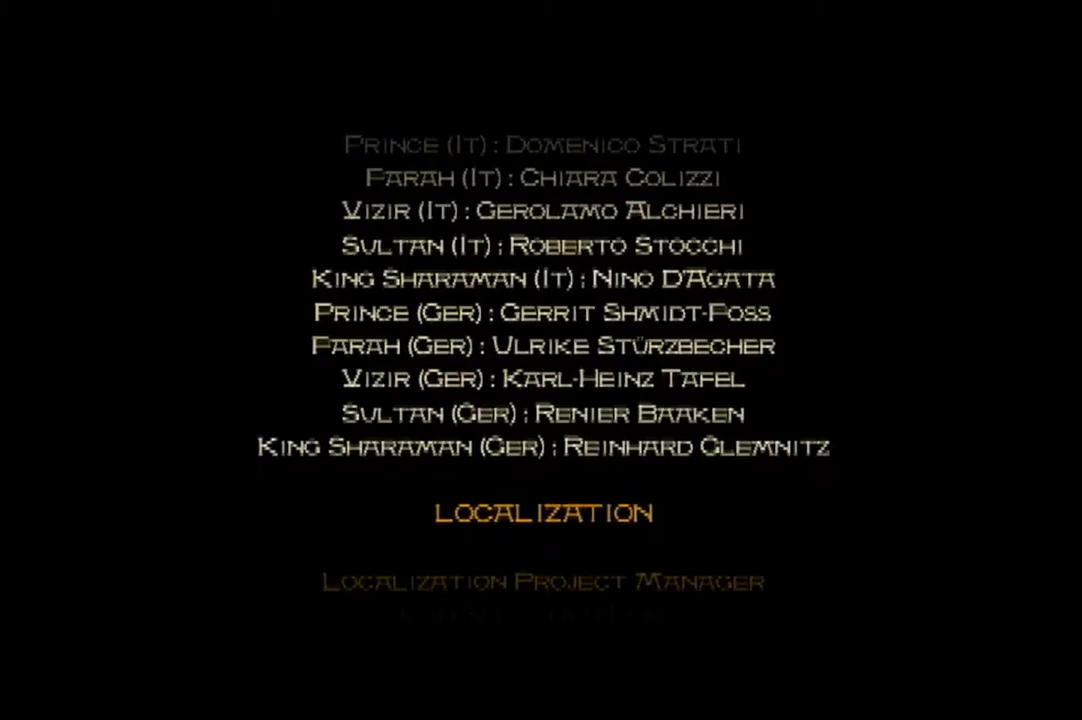 Prince (It) : Domenico Strati
Farah (It) : Chiara Colizzi
Vizir (It) : Gerolamo Alchieri
Sultan (It) : Roberto Stocchi
King Sharaman (It) : Nino D'Agata
Prince (Ger) : Gerrit Shmidt-Foss
Farah (Ger) : Ulrike Stürzbecher
Vizir (Ger) : Karl-Heinz Tafel
Sultan (Ger) : Renier Baaken
King Sharaman (Ger) : Reinhard Glemnitz
LOCALIZATION
Localization Project Manager